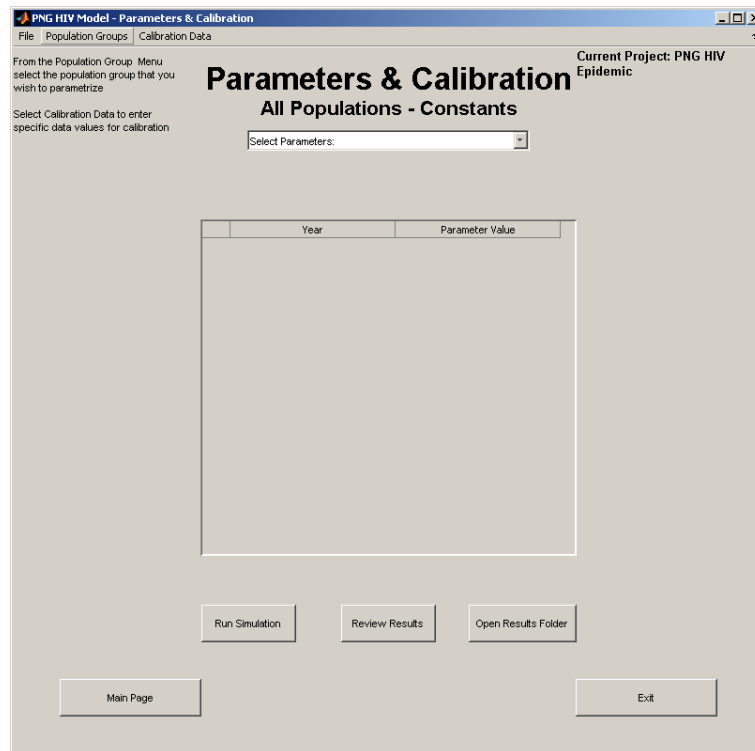 PNG HIV Model - Parameters & Calibration
File Population Groups Calibration Data
From the Population Group Menu
select the population group that you
wish to parametrize
Select Calibration Data to enter
specific data values for calibration
Parameters & Calibration
All Populations - Constants
Current Project: PNG HIV
Epidemic
Select Parameters:
Year Parameter Value
Run Simulation Review Results Open Results Folder
Main Page Exit